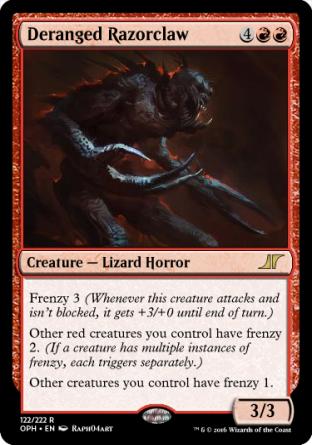 Deranged Razorclaw 4
Creature — Lizard Horror
Frenzy 3 (Whenever this creature attacks and
isn't blocked, it gets +3/+0 until end of turn.)
Other red creatures you control have frenzy
2. (If a creature has multiple instances of
frenzy, each triggers separately.)
Other creatures you control have frenzy 1.
3/3
122/222 R
OPH • EN RAPH04ART
™ & © 2016 Wizards of the Coast